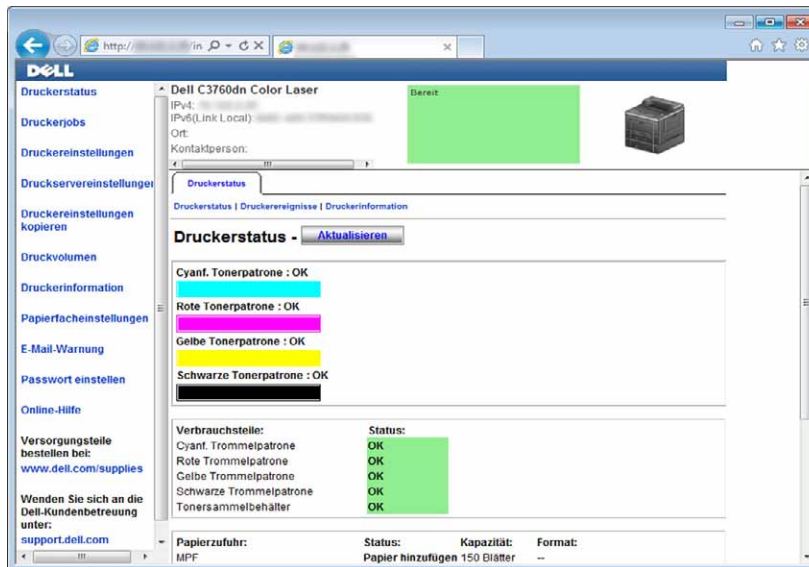 http:// /in
DELL
Druckerstatus
Druckerjobs
Druckereinstellungen
Druckservereinstellungen
Druckereinstellungen
kopieren
Druckvolumen
Druckerinformation
Papierfacheinstellungen
E-Mail-Warnung
Passwort einstellen
Online-Hilfe
Versorgungsteile
bestellen bei:
www.dell.com/supplies
Wenden Sie sich an die
Dell-Kundenbetreuung
unter:
support.dell.com
Dell C3760dn Color Laser
IPv4:
IPv6(Link Local):
Ort:
Kontaktperson:
Bereit
Druckerstatus
Druckerstatus | Druckerereignisse | Druckerinformation
Druckerstatus - Aktualisieren
Cyanf. Tonerpatrone : OK
Rote Tonerpatrone : OK
Gelbe Tonerpatrone : OK
Schwarze Tonerpatrone : OK
Verbrauchsteile: Status:
Cyanf. Trommelpatrone OK
Rote Trommelpatrone OK
Gelbe Trommelpatrone OK
Schwarze Trommelpatrone OK
Tonersammelbehälter OK
Papierzufuhr: Status: Kapazität: Format:
MPF Papier hinzufügen 150 Blätter --